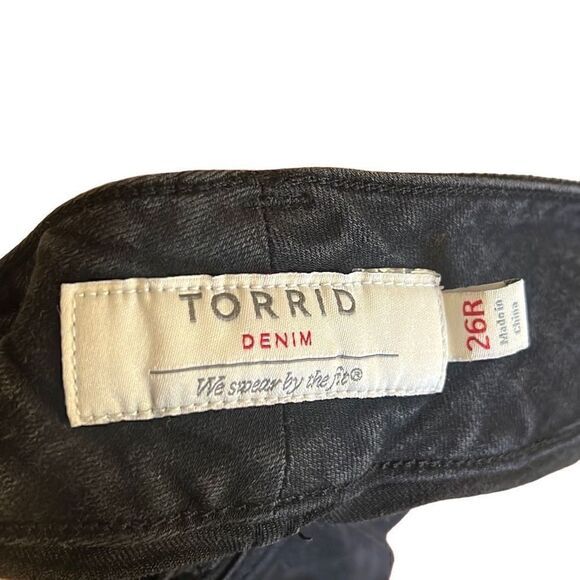 TORRID
DENIM
We swear by the fit®
26R
Made in
China